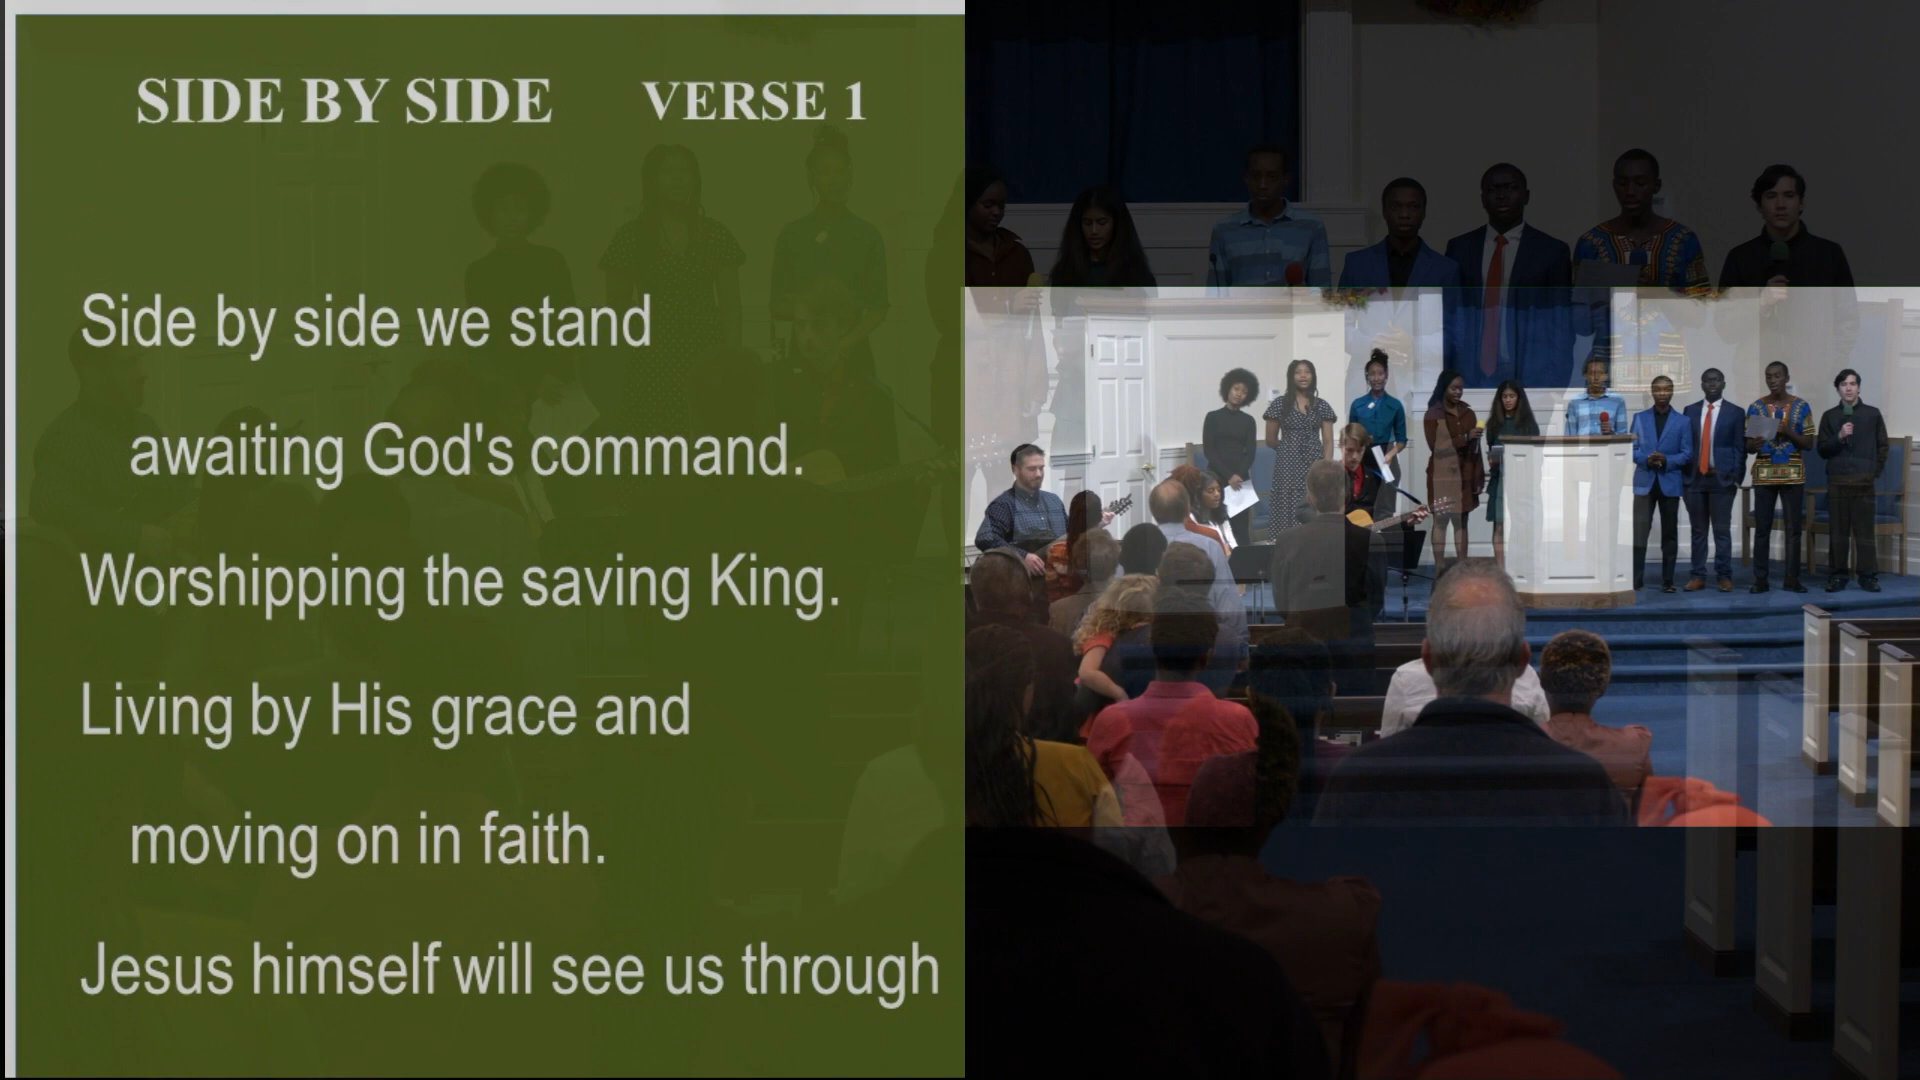 SIDE BY SIDE VERSE 1
Side by side we stand
awaiting God's command.
Worshipping the saving King.
Living by His grace and
moving on in faith.
Jesus himself will see us through